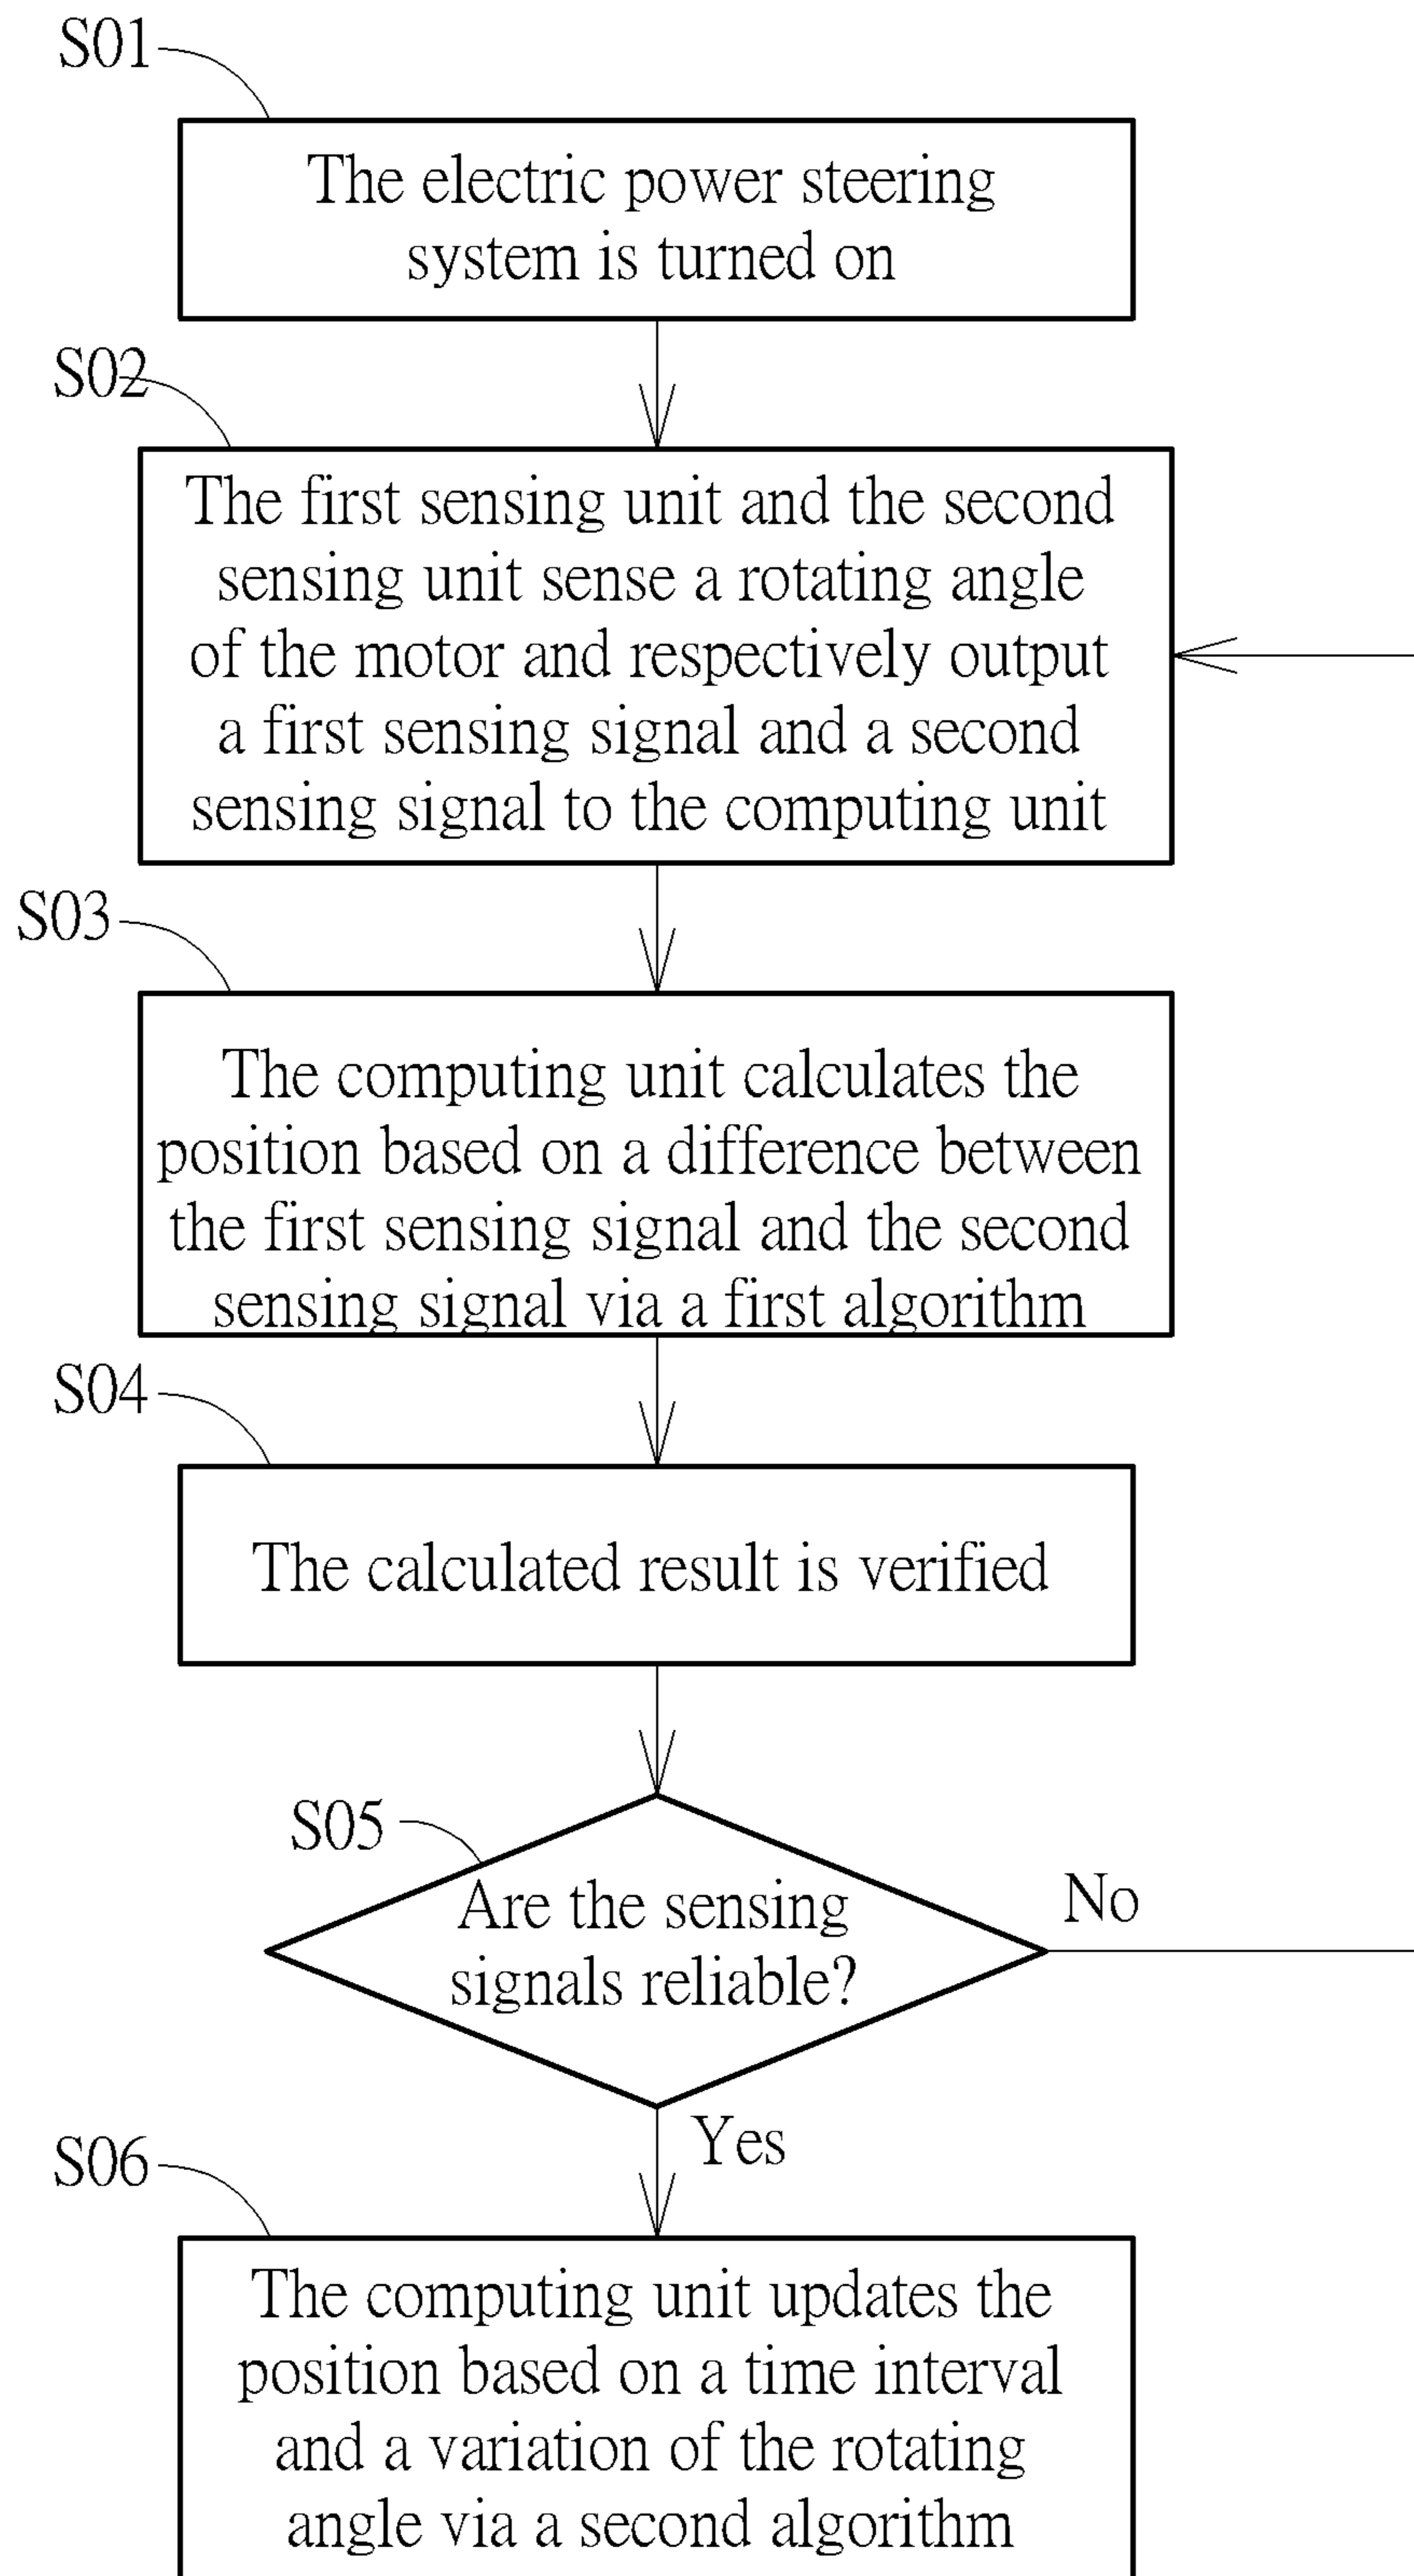 S01
The electric power steering
system is turned on
S02
The first sensing unit and the second
sensing unit sense a rotating angle
of the motor and respectively output
a first sensing signal and a second
sensing signal to the computing unit
S03
The computing unit calculates the
position based on a difference between
the first sensing signal and the second
sensing signal via a first algorithm
S04
The calculated result is verified
S05
Are the sensing
signals reliable?
No
Yes
S06
The computing unit updates the
position based on a time interval
and a variation of the rotating
angle via a second algorithm